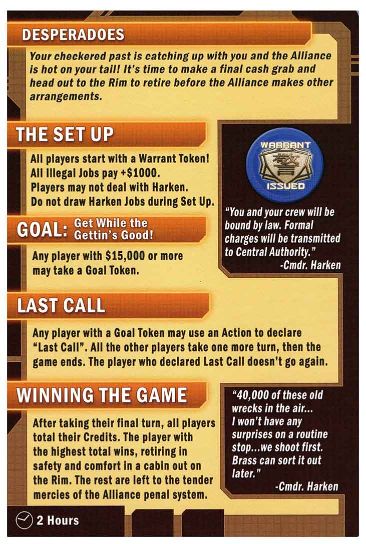 DESPERADOES
Your checkered past is catching up with you and the Alliance
is hot on your tail! It's time to make a final cash grab and
head out to the Rim to retire before the Alliance makes other
arrangements.
THE SET UP
All players start with a Warrant Token!
All Illegal Jobs pay +$1000.
Players may not deal with Harken.
Do not draw Harken Jobs during Set Up.
WARRANT
ISSUED
"You and your crew will be
bound by law. Formal
charges will be transmitted
to Central Authority."
-Cmdr. Harken
GOAL: Get While the
Gettin's Good!
Any player with $15,000 or more
may take a Goal Token.
LAST CALL
Any player with a Goal Token may use an Action to declare
"Last Call". All the other players take one more turn, then the
game ends. The player who declared Last Call doesn't go again.
WINNING THE GAME
After taking their final turn, all players
total their Credits. The player with
the highest total wins, retiring in
safety and comfort in a cabin out on
the Rim. The rest are left to the tender
mercies of the Alliance penal system.
"40,000 of these old
wrecks in the air...
I won't have any
surprises on a routine
stop...we shoot first.
Brass can sort it out
later."
-Cmdr. Harken
2 Hours